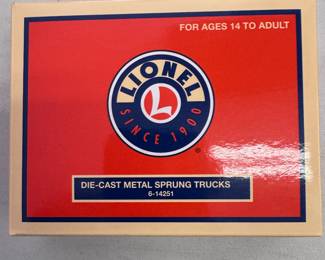 FOR AGES 14 TO ADULT
LIONEL
L
SINCE 1900
®
DIE-CAST METAL SPRUNG TRUCKS
6-14251